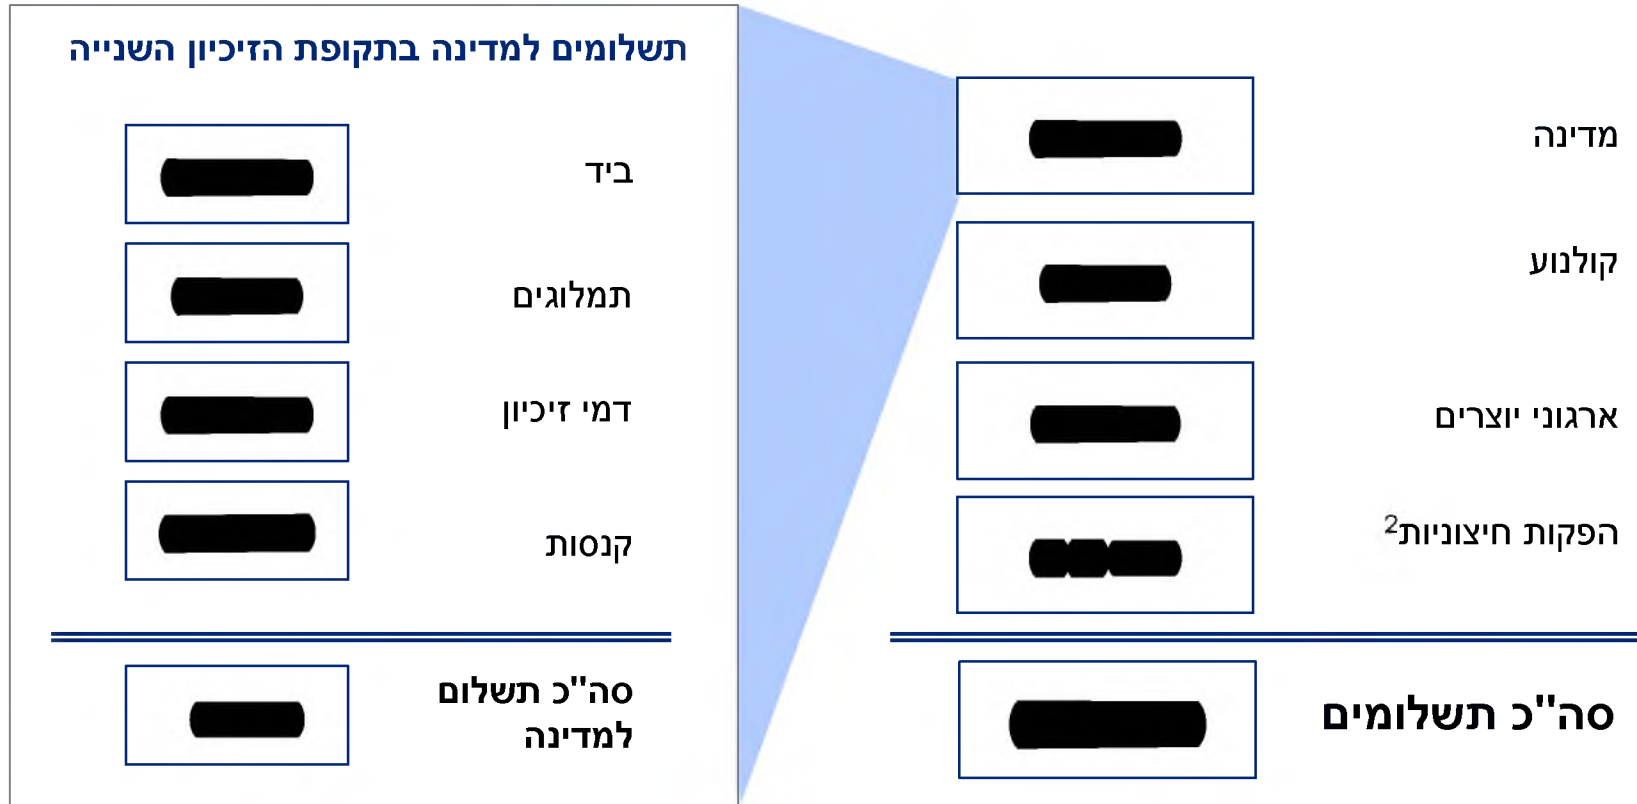 מדינה
קולנוע
ארגוני יוצרים
הפקות חיצוניות²
סה"כ תשלומים
תשלומים למדינה בתקופת הזיכיון השנייה
ביד
תמלוגים
דמי זיכיון
קנסות
סה"כ תשלום
למדינה